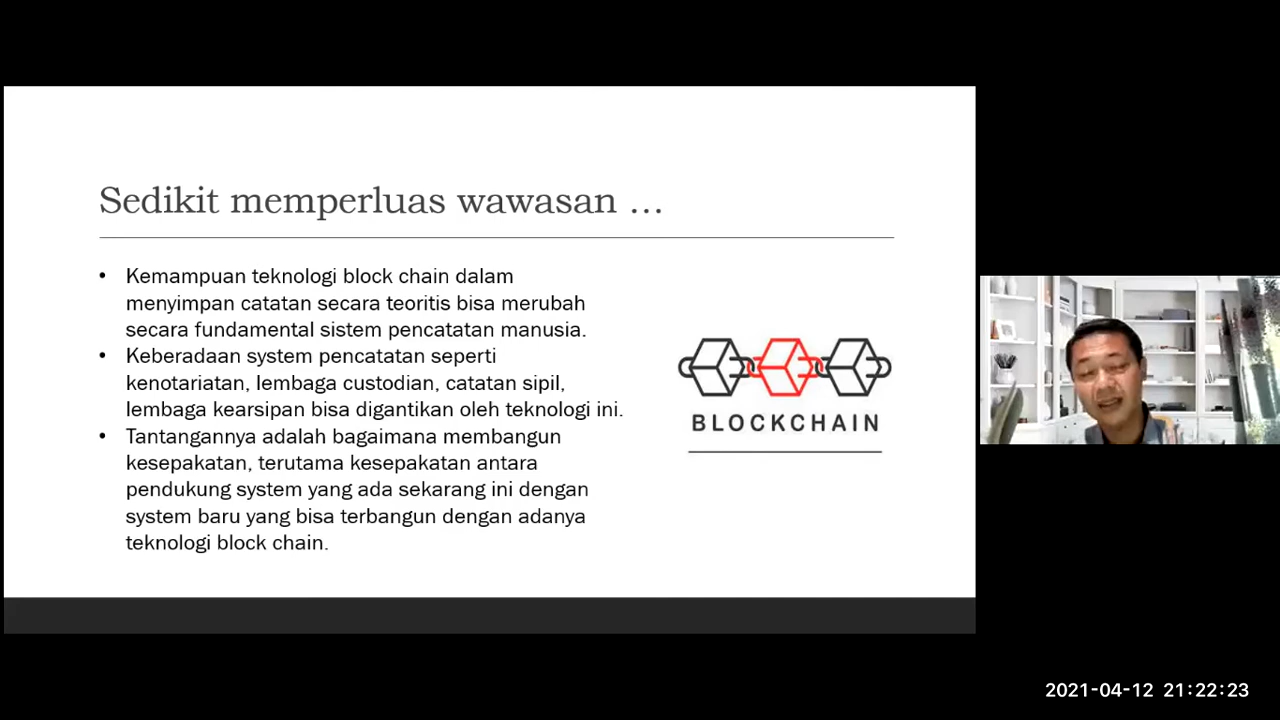 Sedikit memperluas wawasan ...
• Kemampuan teknologi block chain dalam
menyimpan catatan secara teoritis bisa merubah
secara fundamental sistem pencatatan manusia.
• Keberadaan system pencatatan seperti
kenotariatan, lembaga custodian, catatan sipil,
lembaga kearsipan bisa digantikan oleh teknologi ini.
• Tantangannya adalah bagaimana membangun
kesepakatan, terutama kesepakatan antara
pendukung system yang ada sekarang ini dengan
system baru yang bisa terbangun dengan adanya
teknologi block chain.
BLOCKCHAIN
2021-04-12 21:22:23